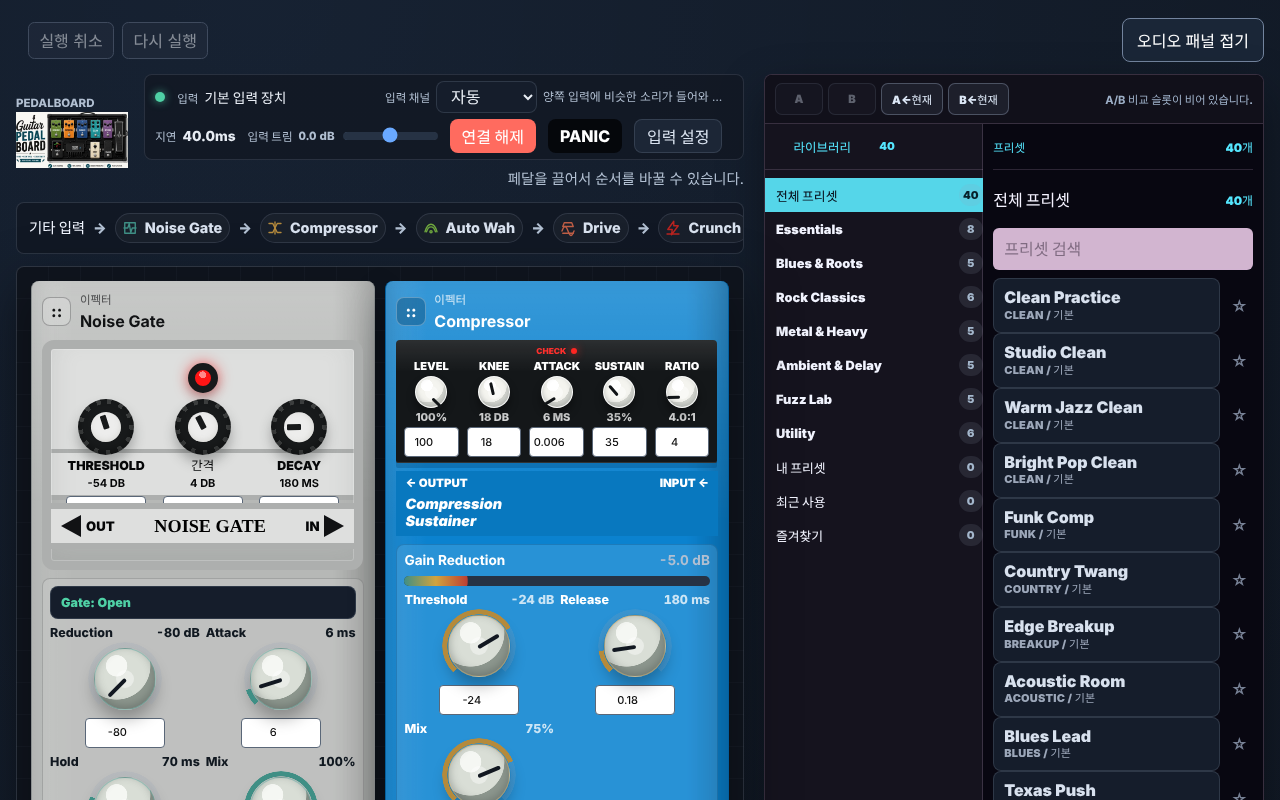 실행 취소 다시 실행 오디오 패널 접기
PEDALBOARD
Guitar
PEDAL
BOARD
입력 기본 입력 장치 입력 채널 자동 양쪽 입력에 비슷한 소리가 들어와 ...
지연 40.0ms 입력 트림 0.0 dB 연결 해제 PANIC 입력 설정
페달을 끌어서 순서를 바꿀 수 있습니다.
기타 입력 → Noise Gate → Compressor → Auto Wah → Drive → Crunch
이펙터
Noise Gate
THRESHOLD 간격 DECAY
-54 DB 4 DB 180 MS
OUT NOISE GATE IN
Gate: Open
Reduction -80 dB Attack 6 ms
-80 6
Hold 70 ms Mix 100%
이펙터
Compressor
CHECK
LEVEL KNEE ATTACK SUSTAIN RATIO
100% 18 DB 6 MS 35% 4.0:1
100 18 0.006 35 4
← OUTPUT INPUT ←
Compression
Sustainer
Gain Reduction -5.0 dB
Threshold -24 dB Release 180 ms
-24 0.18
Mix 75%
A B A←현재 B←현재 A/B 비교 슬롯이 비어 있습니다.
라이브러리 40
전체 프리셋 40
Essentials 8
Blues & Roots 5
Rock Classics 6
Metal & Heavy 5
Ambient & Delay 5
Fuzz Lab 5
Utility 6
내 프리셋 0
최근 사용 0
즐겨찾기 0
프리셋 40개
전체 프리셋 40개
프리셋 검색
Clean Practice
CLEAN / 기본
Studio Clean
CLEAN / 기본
Warm Jazz Clean
CLEAN / 기본
Bright Pop Clean
CLEAN / 기본
Funk Comp
FUNK / 기본
Country Twang
COUNTRY / 기본
Edge Breakup
BREAKUP / 기본
Acoustic Room
ACOUSTIC / 기본
Blues Lead
BLUES / 기본
Texas Push